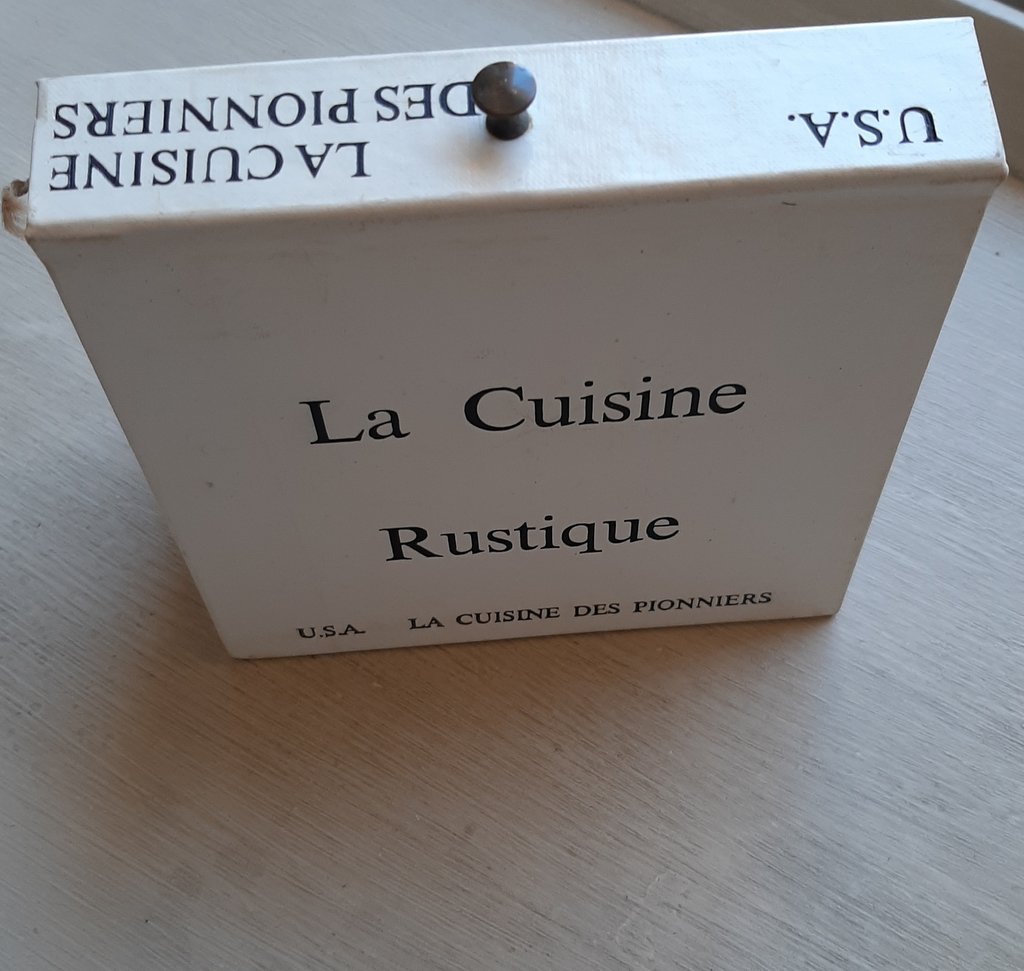 U.S.A.
LA CUISINE
DES PIONNIERS
La Cuisine
Rustique
U.S.A. LA CUISINE DES PIONNIERS